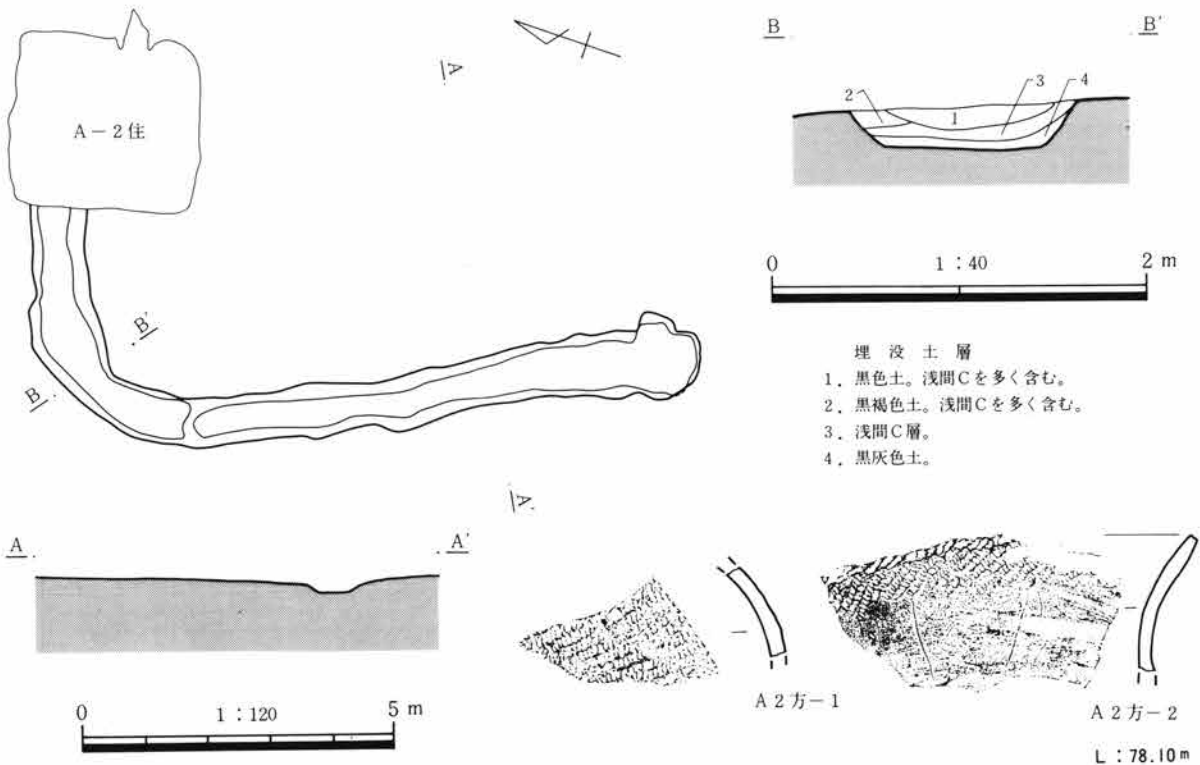 A-2住
A
B'
B
A'
A
A'
0 1:120 5 m
B
B'
2
1
3
4
0 1:40 2 m
埋没土層
1. 黒色土。浅間Cを多く含む。
2. 黒褐色土。浅間Cを多く含む。
3. 浅間C層。
4. 黒灰色土。
A2方-1
A2方-2
L:78.10m